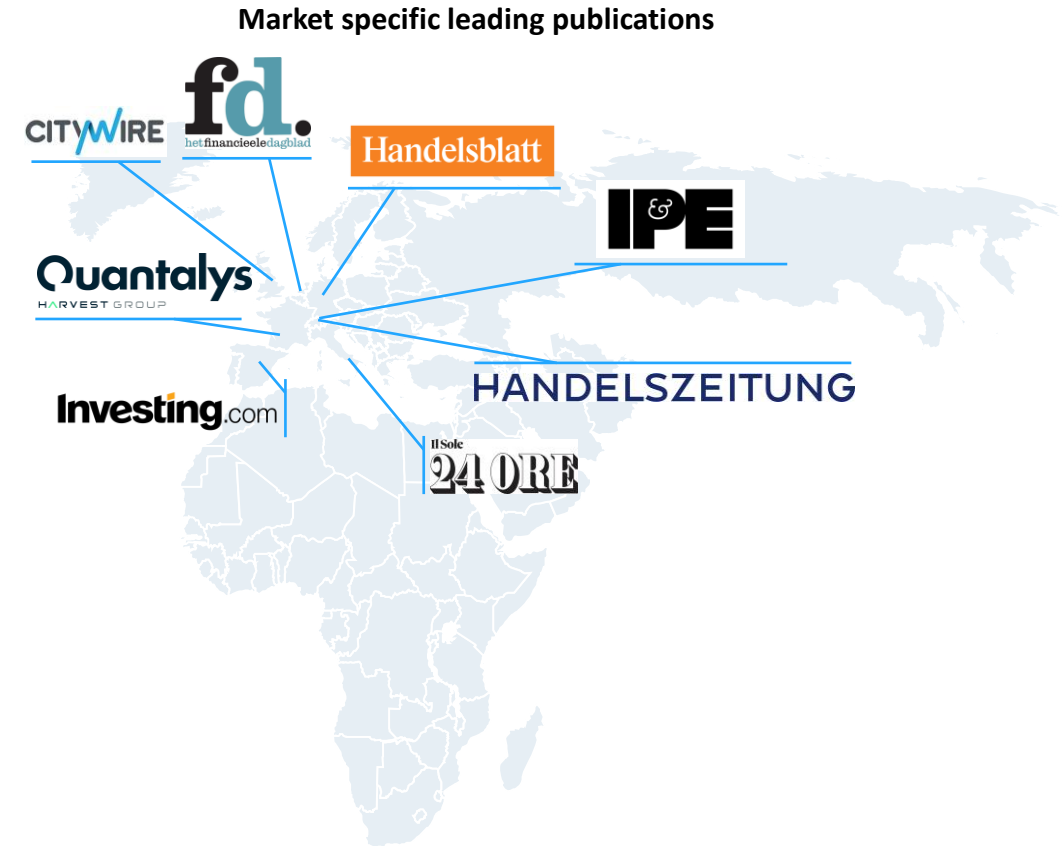 Market specific leading publications
CITYWIRE
fd.
hetfinancieeledagblad
Handelsblatt
I&PE
Quantalys
HARVEST GROUP
HANDELSZEITUNG
Investing.com
Il Sole
24 ORE